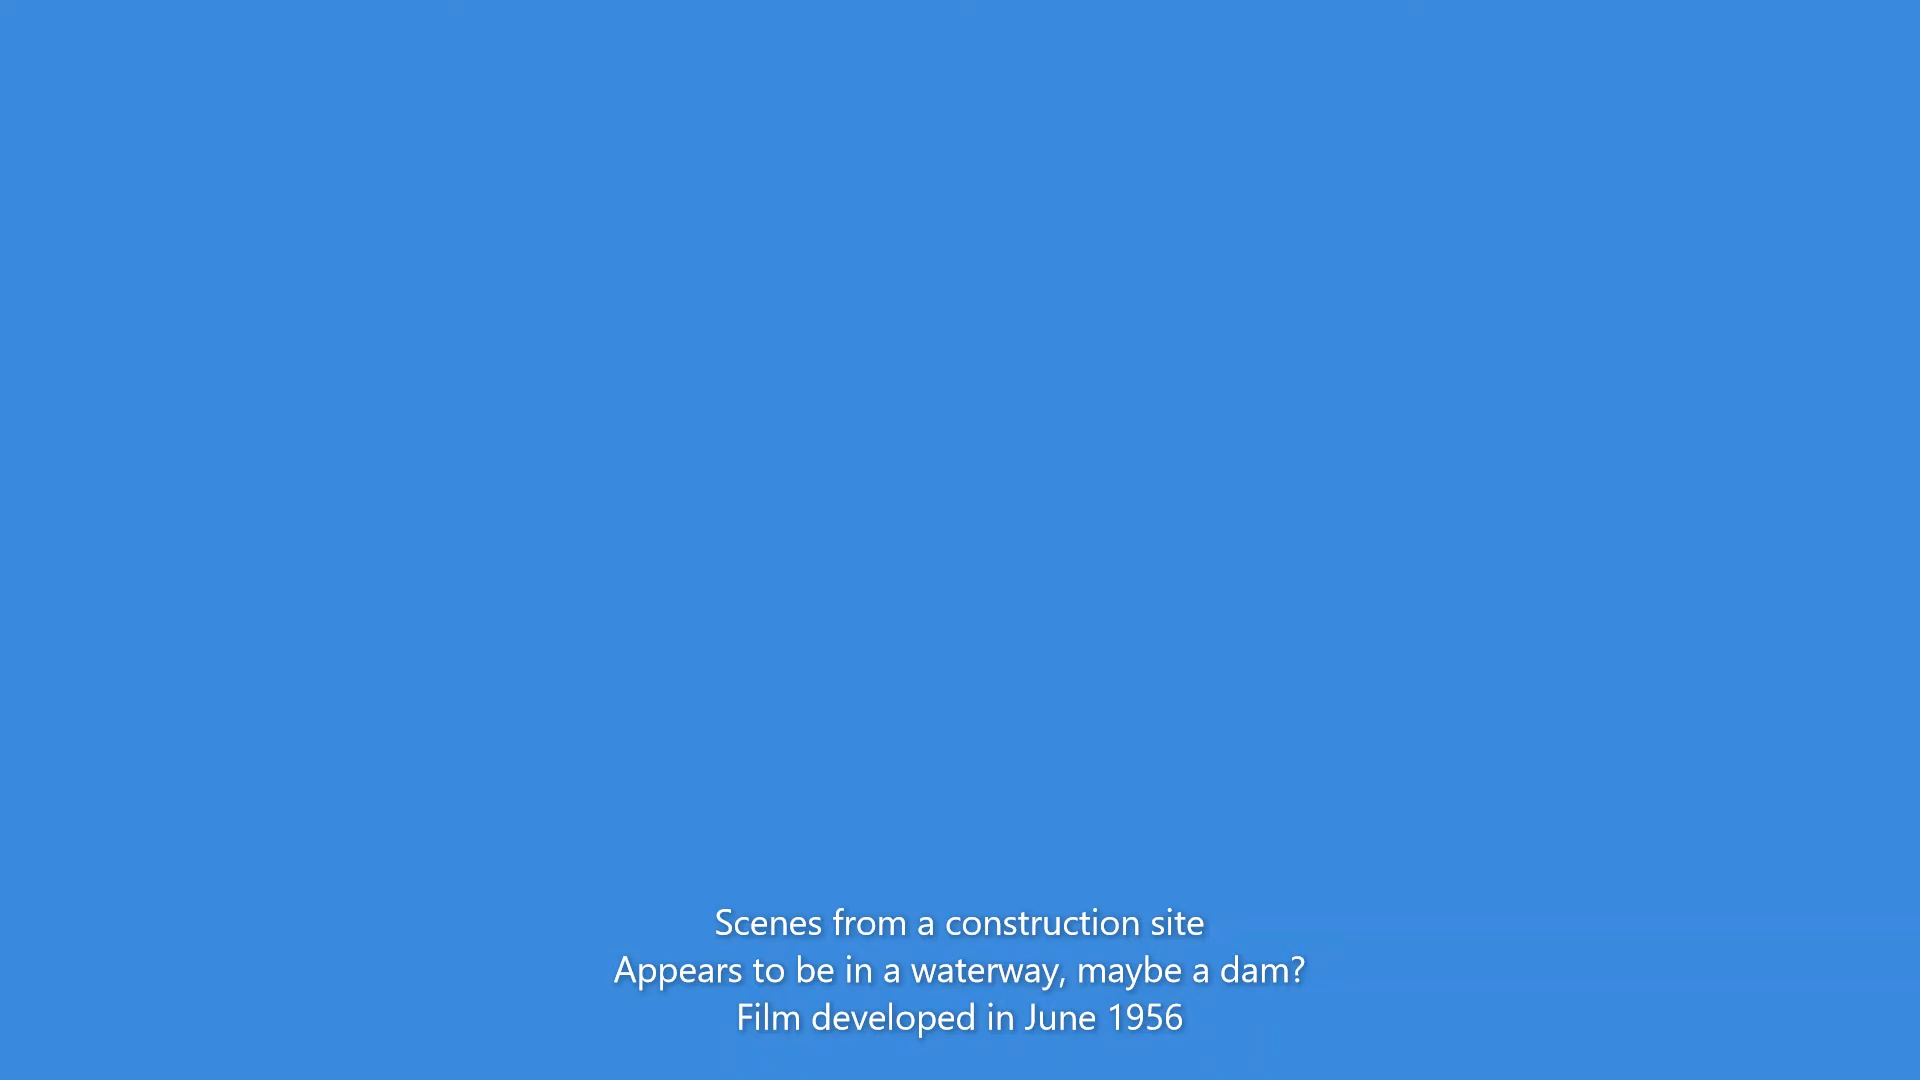 Scenes from a construction site
Appears to be in a waterway, maybe a dam?
Film developed in June 1956